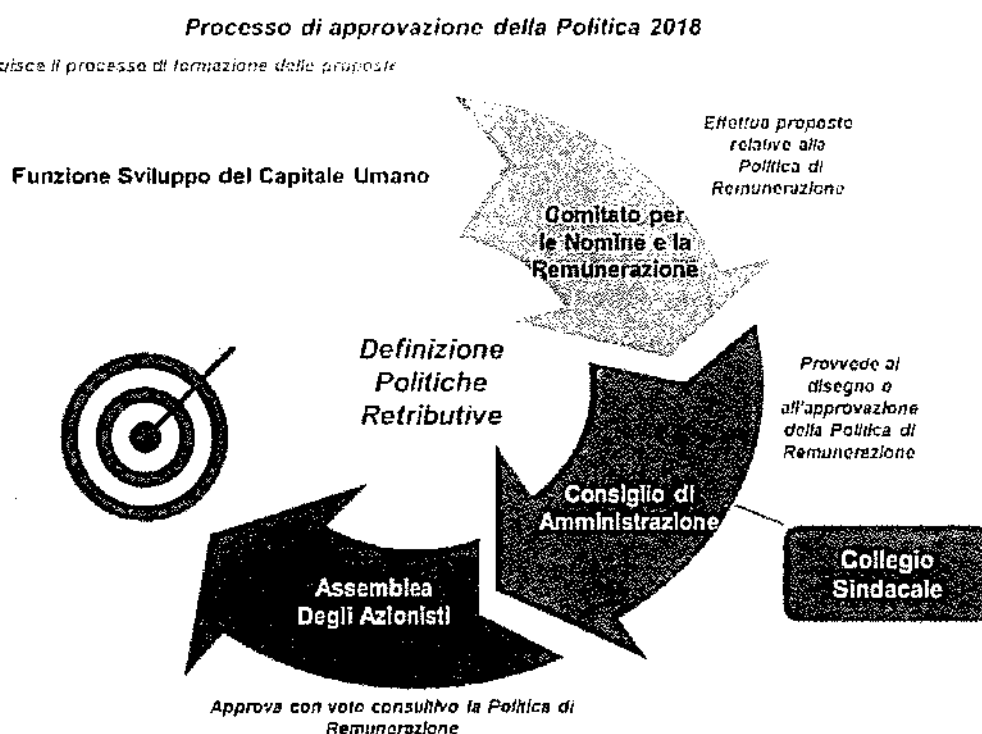 Processo di approvazione della Politica 2018
il processo di formazione delle proposte
Funzione Sviluppo del Capitale Umano
Effettua proposte
relative alla
Politica di
Remunerazione
Comitato per
le Nomine e la
Remunerazione
Definizione
Politiche
Retributive
Provvede al
disegno e
all'approvazione
della Politica di
Remunerazione
Consiglio di
Amministrazione
Collegio
Sindacale
Assemblea
Degli Azionisti
Approva con voto consultivo la Politica di
Remunerazione